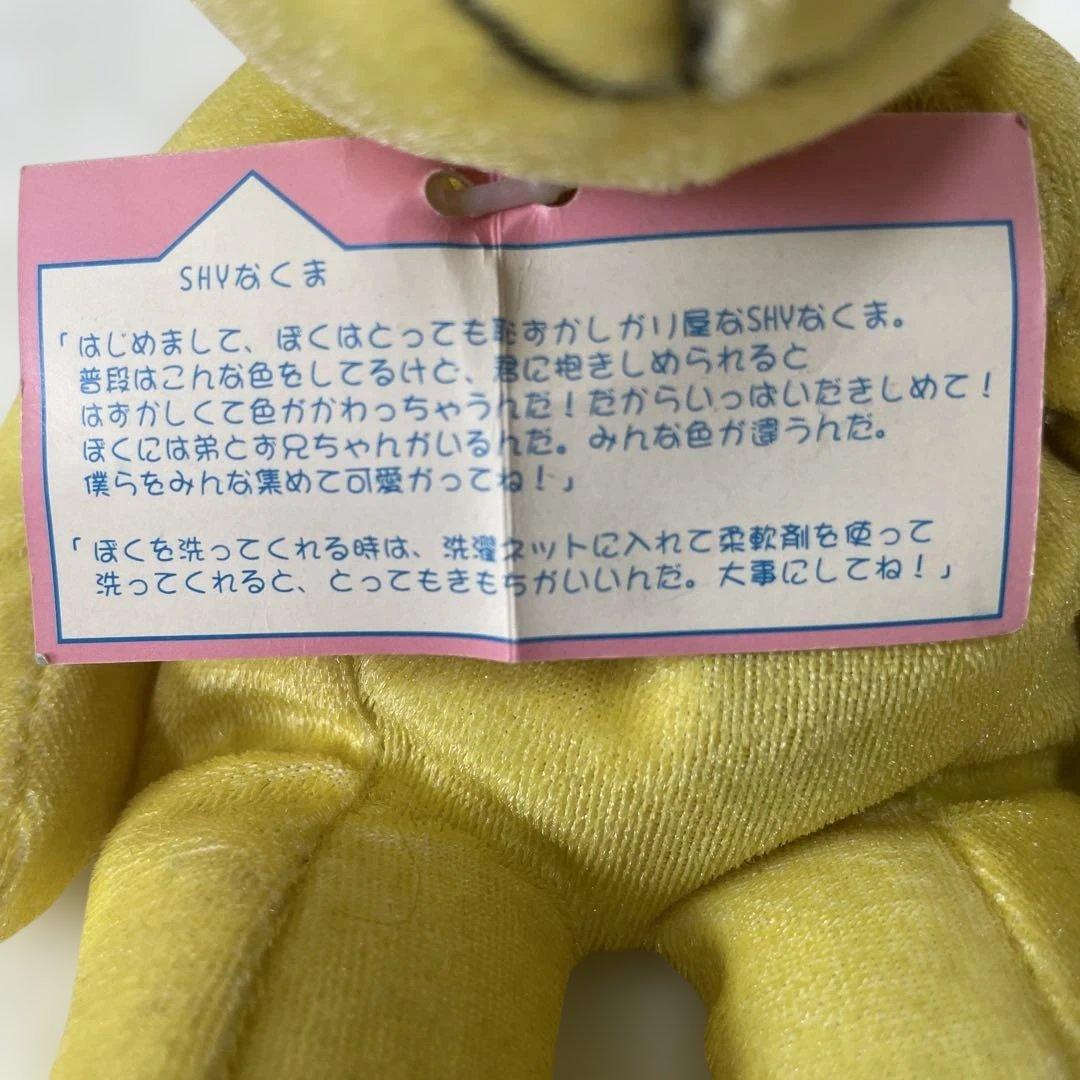 SHYなくま
「はじめまして、ぼくはとっても恥ずかしがり屋なSHYなくま。
普段はこんな色をしてるけど、君に抱きしめられると
はずかしくて色がかわっちゃうんだ！だからいっぱいだきしめて！
ぼくには弟とお兄ちゃんがいるんだ。みんな色が違うんだ。
僕らをみんな集めて可愛がってね！」
「ぼくを洗ってくれる時は、洗濯ネットに入れて柔軟剤を使って
洗ってくれると、とってもきもちがいいんだ。大事にしてね！」